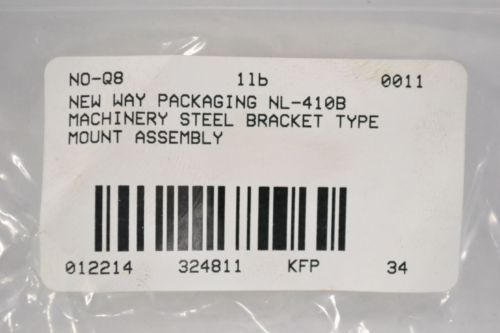 NO-Q8 1lb 0011
NEW WAY PACKAGING NL-410B
MACHINERY STEEL BRACKET TYPE
MOUNT ASSEMBLY
012214 324811 KFP 34